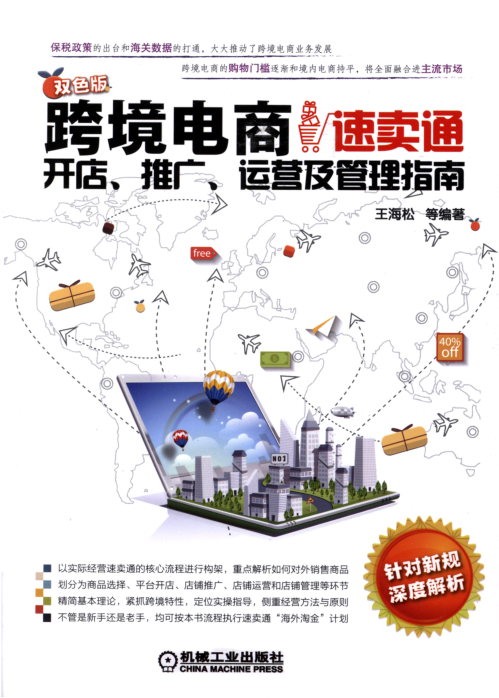 保税政策的出台和海关数据的打通，大大推动了跨境电商业务发展
跨境电商的购物门槛逐渐和境内电商持平，将全面融合进主流市场
双色版
跨境电商 速卖通
开店、推广、运营及管理指南
王海松 等编著
free
40%
off
NO1
针对新规
深度解析
以实际经营速卖通的核心流程进行构架，重点解析如何对外销售商品
划分为商品选择、平台开店、店铺推广、店铺运营和店铺管理等环节
精简基本理论，紧抓跨境特性，定位实操指导，侧重经营方法与原则
不管是新手还是老手，均可按本书流程执行速卖通“海外淘金”计划
机械工业出版社
CHINA MACHINE PRESS